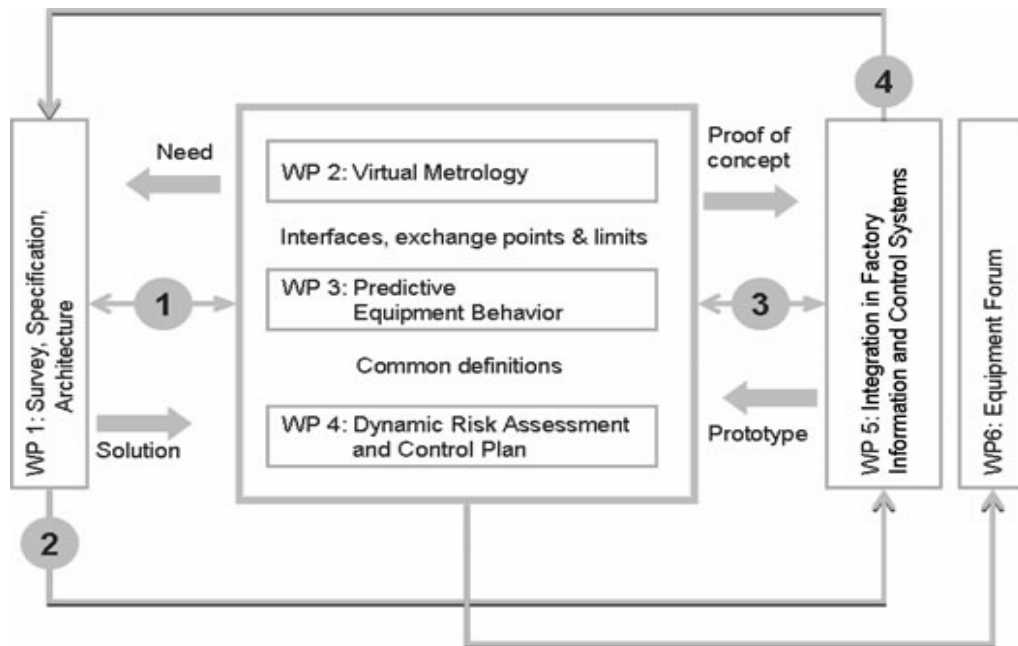 4
WP 1: Survey, Specification,
Architecture
Need
1
Solution
2
WP 2: Virtual Metrology
Interfaces, exchange points & limits
WP 3: Predictive
Equipment Behavior
Common definitions
WP 4: Dynamic Risk Assessment
and Control Plan
Proof of
concept
3
Prototype
WP 5: Integration in Factory
Information and Control Systems
WP6: Equipment Forum